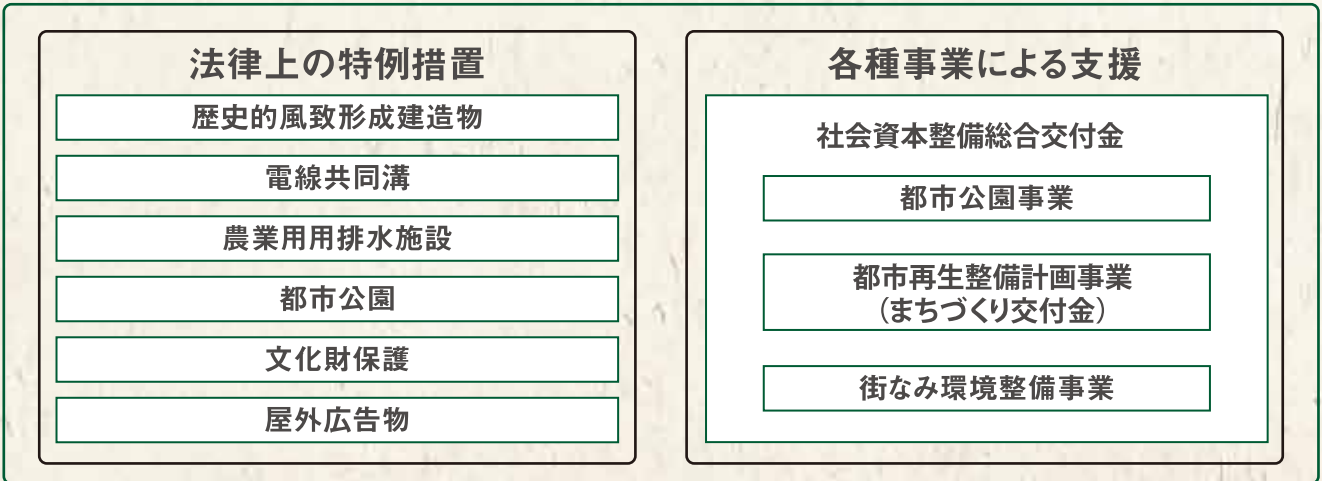 法律上の特例措置
歴史的風致形成建造物
電線共同溝
農業用用排水施設
都市公園
文化財保護
屋外広告物
各種事業による支援
社会資本整備総合交付金
都市公園事業
都市再生整備計画事業
（まちづくり交付金）
街なみ環境整備事業